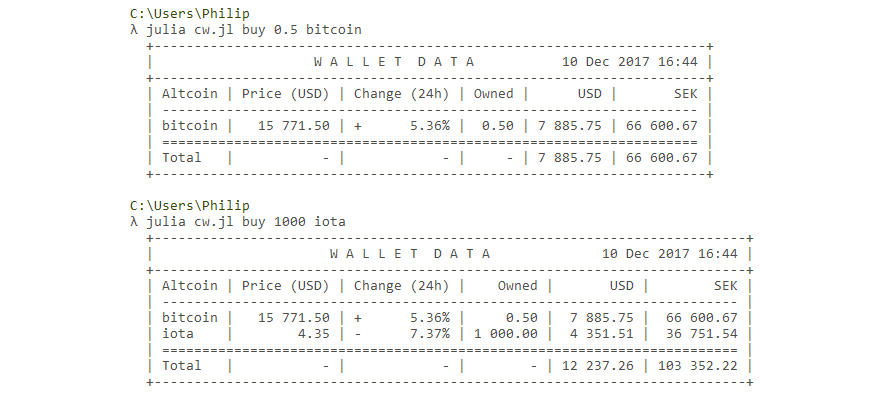 C:\Users\Philip
λ julia cw.jl buy 0.5 bitcoin
+---------------------------------------------------------------------+
|                    W A L L E T  D A T A           10 Dec 2017 16:44 |
+---------------------------------------------------------------------+
| Altcoin | Price (USD) | Change (24h) | Owned |      USD |       SEK |
| ------------------------------------------------------------------- |
| bitcoin |   15 771.50 | +      5.36% |  0.50 | 7 885.75 | 66 600.67 |
| =================================================================== |
| Total   |           - |            - |     - | 7 885.75 | 66 600.67 |
+---------------------------------------------------------------------+
C:\Users\Philip
λ julia cw.jl buy 1000 iota
+--------------------------------------------------------------------------+
|                      W A L L E T  D A T A              10 Dec 2017 16:44 |
+--------------------------------------------------------------------------+
| Altcoin | Price (USD) | Change (24h) |    Owned |       USD |        SEK |
| ------------------------------------------------------------------------ |
| bitcoin |   15 771.50 | +      5.36% |     0.50 |  7 885.75 |  66 600.67 |
| iota    |        4.35 | -      7.37% | 1 000.00 |  4 351.51 |  36 751.54 |
| ======================================================================== |
| Total   |           - |            - |        - | 12 237.26 | 103 352.22 |
+--------------------------------------------------------------------------+